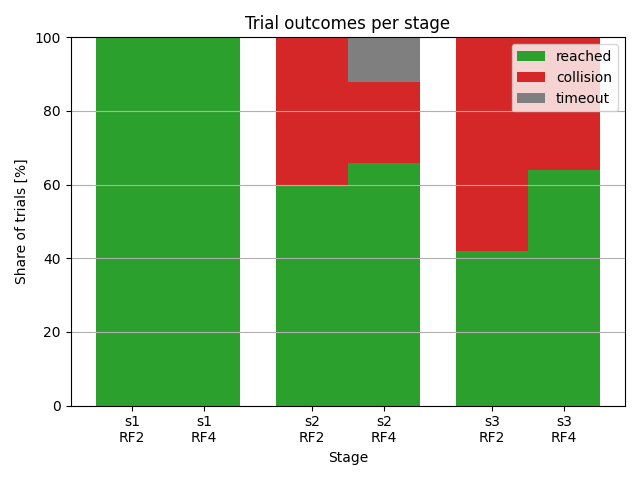 Trial outcomes per stage
Share of trials [%]
100
80
60
40
20
0
reached
collision
timeout
s1
RF2
s1
RF4
s2
RF2
s2
RF4
s3
RF2
s3
RF4
Stage